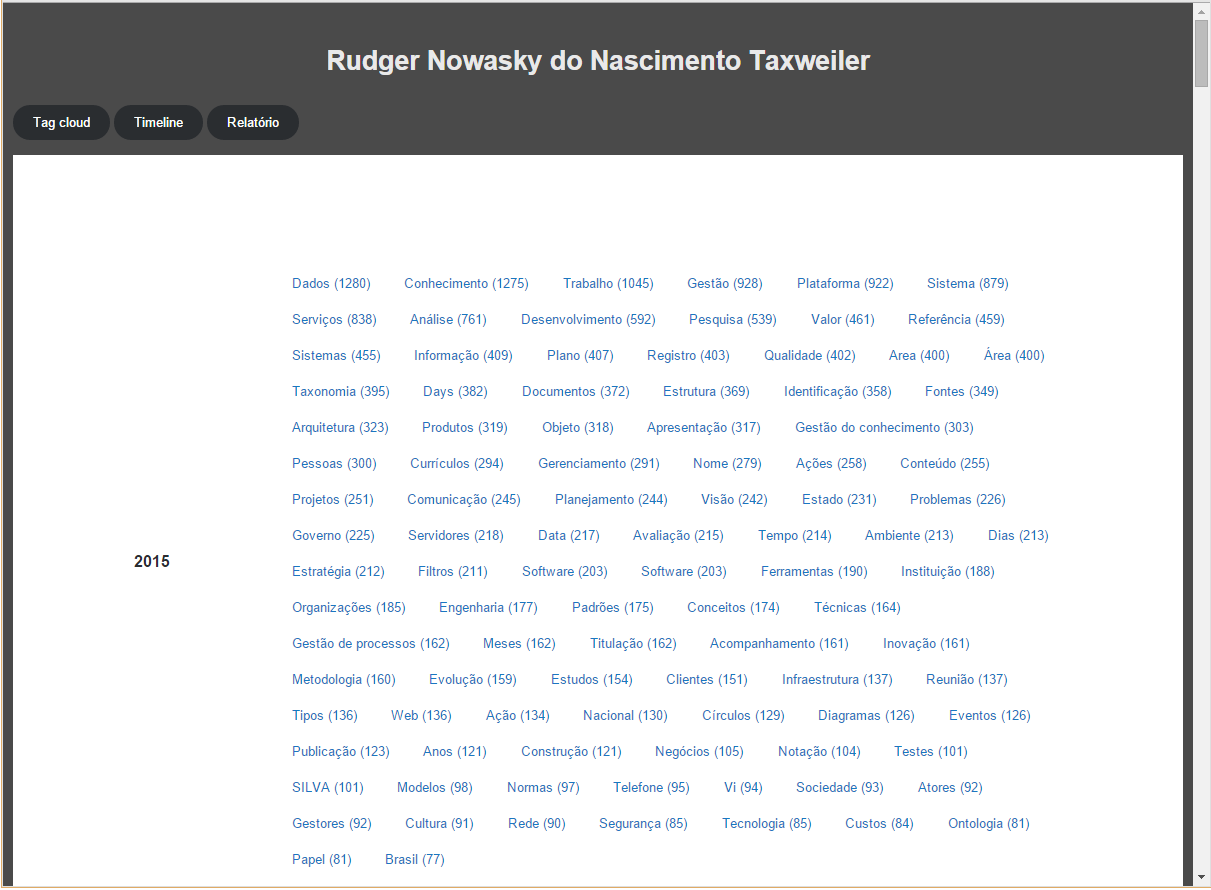 Rudger Nowasky do Nascimento Taxweiler
Tag cloud Timeline Relatório
Dados (1280) Conhecimento (1275) Trabalho (1045) Gestão (928) Plataforma (922) Sistema (879)
Serviços (838) Análise (761) Desenvolvimento (592) Pesquisa (539) Valor (461) Referência (459)
Sistemas (455) Informação (409) Plano (407) Registro (403) Qualidade (402) Area (400) Área (400)
Taxonomia (395) Days (382) Documentos (372) Estrutura (369) Identificação (358) Fontes (349)
Arquitetura (323) Produtos (319) Objeto (318) Apresentação (317) Gestão do conhecimento (303)
Pessoas (300) Currículos (294) Gerenciamento (291) Nome (279) Ações (258) Conteúdo (255)
Projetos (251) Comunicação (245) Planejamento (244) Visão (242) Estado (231) Problemas (226)
Governo (225) Servidores (218) Data (217) Avaliação (215) Tempo (214) Ambiente (213) Dias (213)
2015
Estratégia (212) Filtros (211) Software (203) Software (203) Ferramentas (190) Instituição (188)
Organizações (185) Engenharia (177) Padrões (175) Conceitos (174) Técnicas (164)
Gestão de processos (162) Meses (162) Titulação (162) Acompanhamento (161) Inovação (161)
Metodologia (160) Evolução (159) Estudos (154) Clientes (151) Infraestrutura (137) Reunião (137)
Tipos (136) Web (136) Ação (134) Nacional (130) Círculos (129) Diagramas (126) Eventos (126)
Publicação (123) Anos (121) Construção (121) Negócios (105) Notação (104) Testes (101)
SILVA (101) Modelos (98) Normas (97) Telefone (95) Vi (94) Sociedade (93) Atores (92)
Gestores (92) Cultura (91) Rede (90) Segurança (85) Tecnologia (85) Custos (84) Ontologia (81)
Papel (81) Brasil (77)